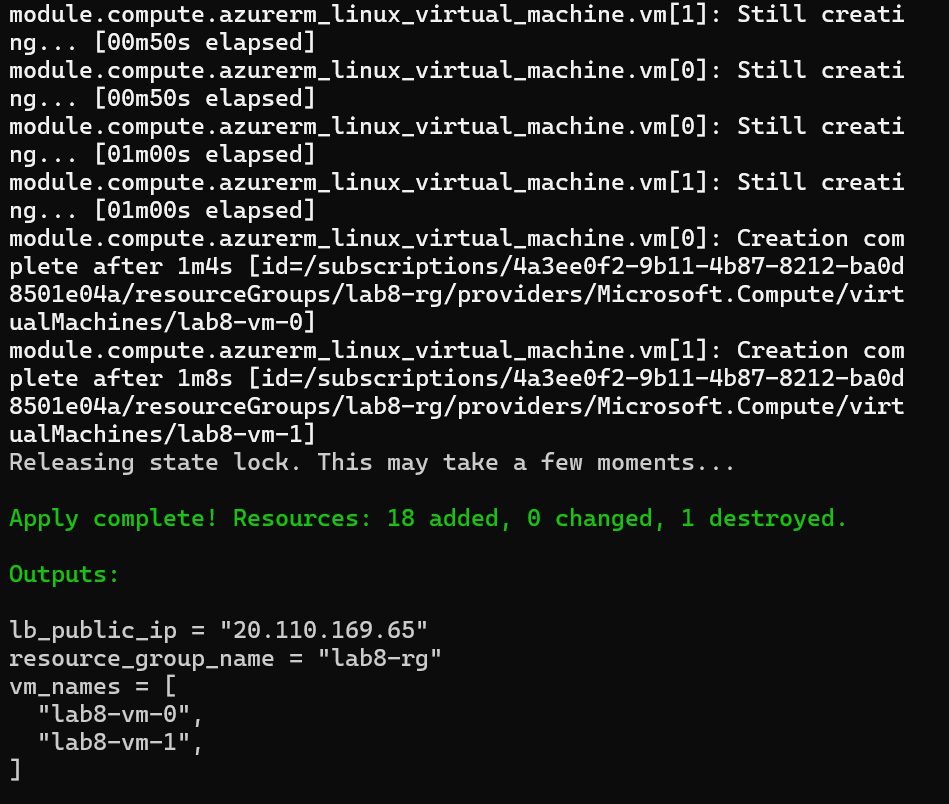 module.compute.azurerm_linux_virtual_machine.vm[1]: Still creati
ng... [00m50s elapsed]
module.compute.azurerm_linux_virtual_machine.vm[0]: Still creati
ng... [00m50s elapsed]
module.compute.azurerm_linux_virtual_machine.vm[0]: Still creati
ng... [01m00s elapsed]
module.compute.azurerm_linux_virtual_machine.vm[1]: Still creati
ng... [01m00s elapsed]
module.compute.azurerm_linux_virtual_machine.vm[0]: Creation com
plete after 1m4s [id=/subscriptions/4a3ee0f2-9b11-4b87-8212-ba0d
8501e04a/resourceGroups/lab8-rg/providers/Microsoft.Compute/virt
ualMachines/lab8-vm-0]
module.compute.azurerm_linux_virtual_machine.vm[1]: Creation com
plete after 1m8s [id=/subscriptions/4a3ee0f2-9b11-4b87-8212-ba0d
8501e04a/resourceGroups/lab8-rg/providers/Microsoft.Compute/virt
ualMachines/lab8-vm-1]
Releasing state lock. This may take a few moments...

Apply complete! Resources: 18 added, 0 changed, 1 destroyed.

Outputs:

lb_public_ip = "20.110.169.65"
resource_group_name = "lab8-rg"
vm_names = [
  "lab8-vm-0",
  "lab8-vm-1",
]